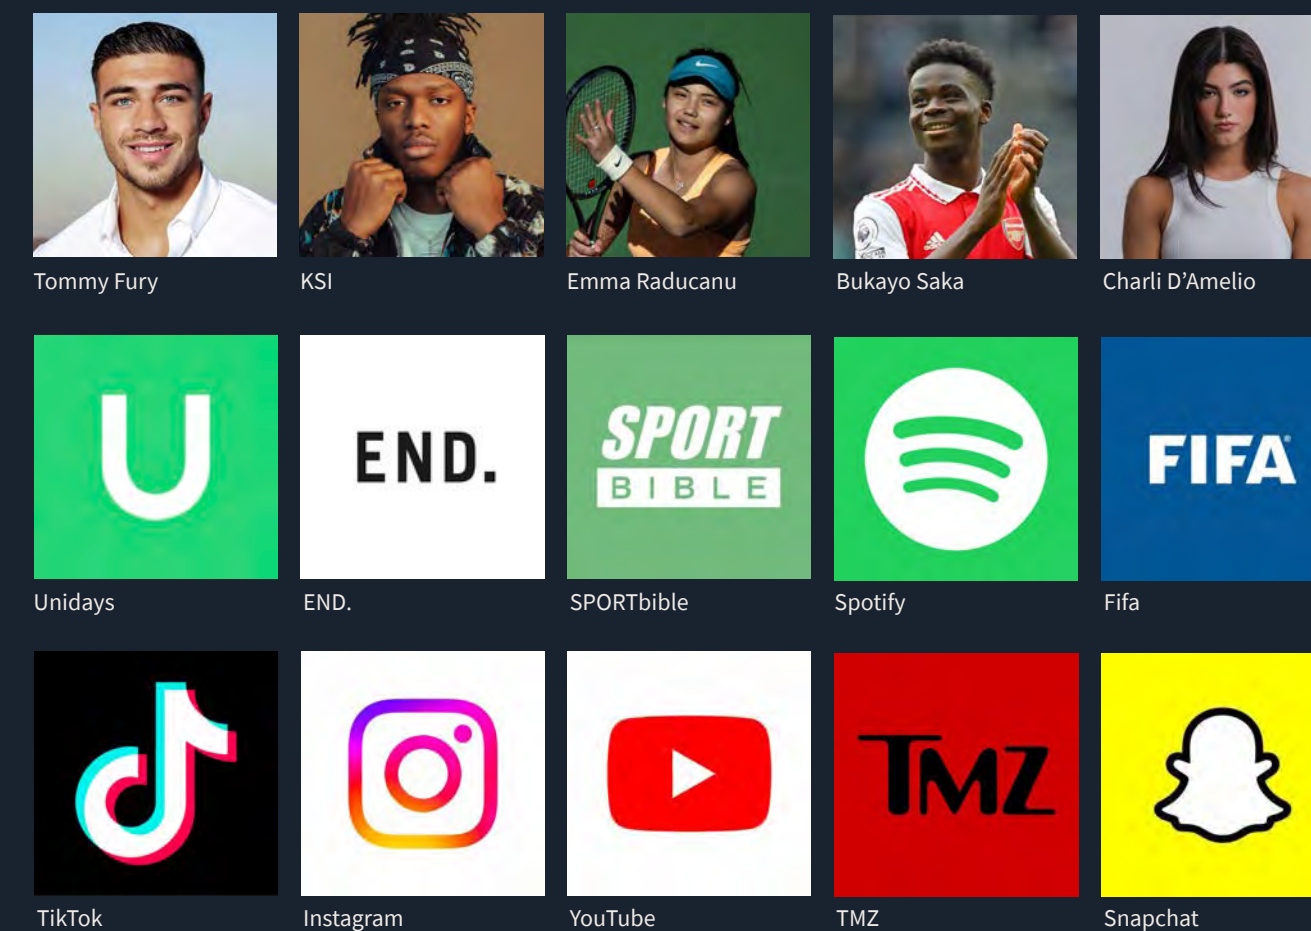 Tommy Fury
KSI
Emma Raducanu
Bukayo Saka
Charli D’Amelio
U
END.
SPORT
BIBLE
FIFA
Unidays
END.
SPORTbible
Spotify
Fifa
TMZ
TikTok
Instagram
YouTube
TMZ
Snapchat